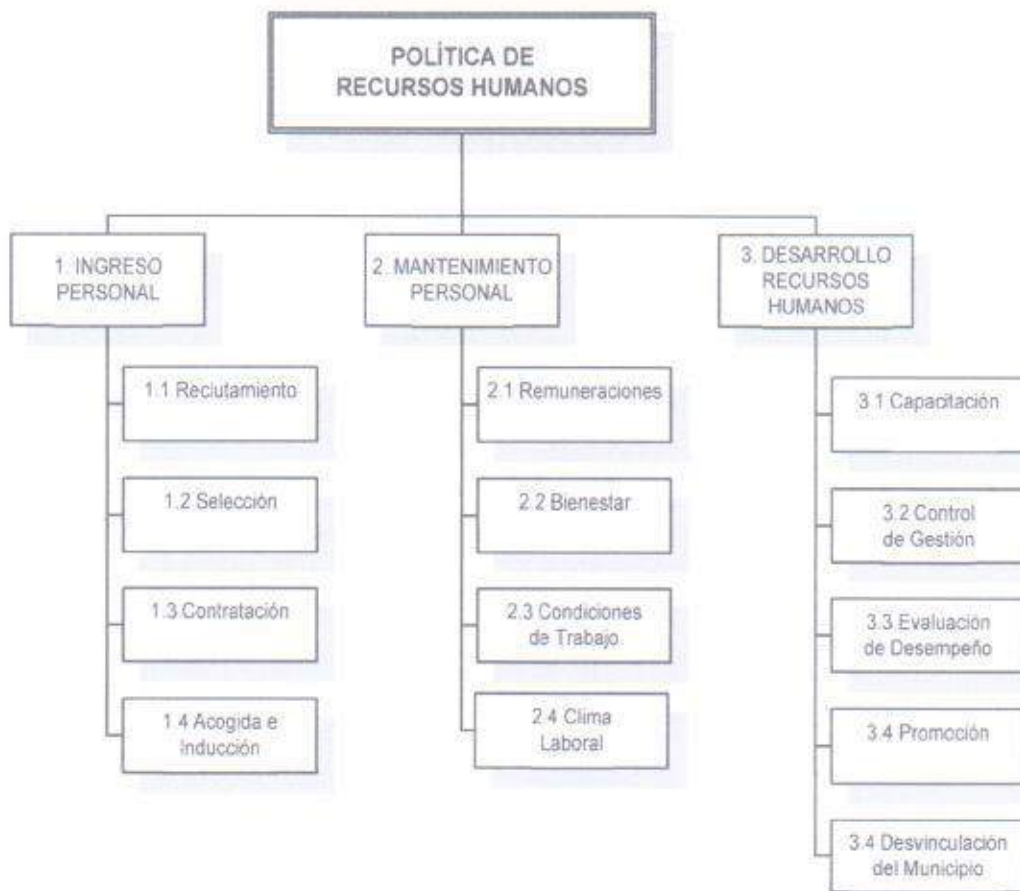 POLÍTICA DE
RECURSOS HUMANOS
1. INGRESO
PERSONAL
1.1 Reclutamiento
1.2 Selección
1.3 Contratación
1.4 Acogida e
Inducción
2. MANTENIMIENTO
PERSONAL
2.1 Remuneraciones
2.2 Bienestar
2.3 Condiciones
de Trabajo
2.4 Clima
Laboral
3. DESARROLLO
RECURSOS
HUMANOS
3.1 Capacitación
3.2 Control
de Gestión
3.3 Evaluación
de Desempeño
3.4 Promoción
3.4 Desvinculación
del Municipio